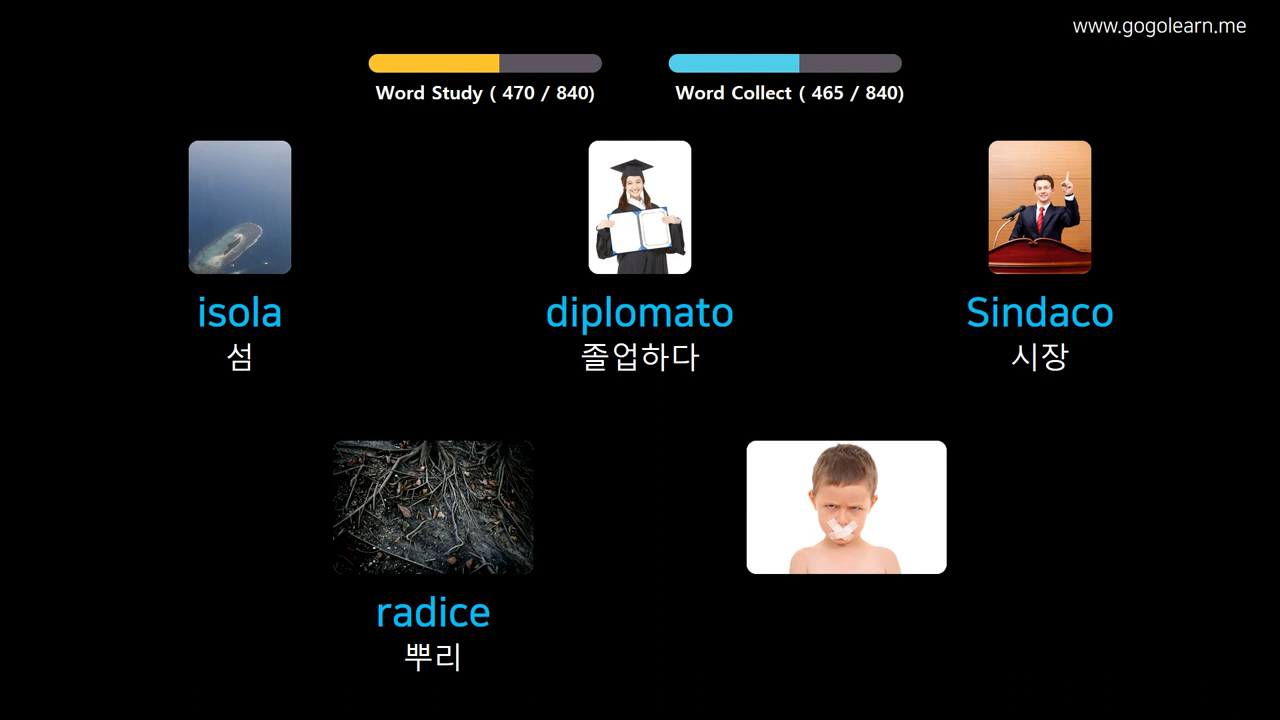 www.gogolearn.me
Word Study ( 470 / 840)
Word Collect ( 465 / 840)
isola
섬
diplomato
졸업하다
Sindaco
시장
radice
뿌리